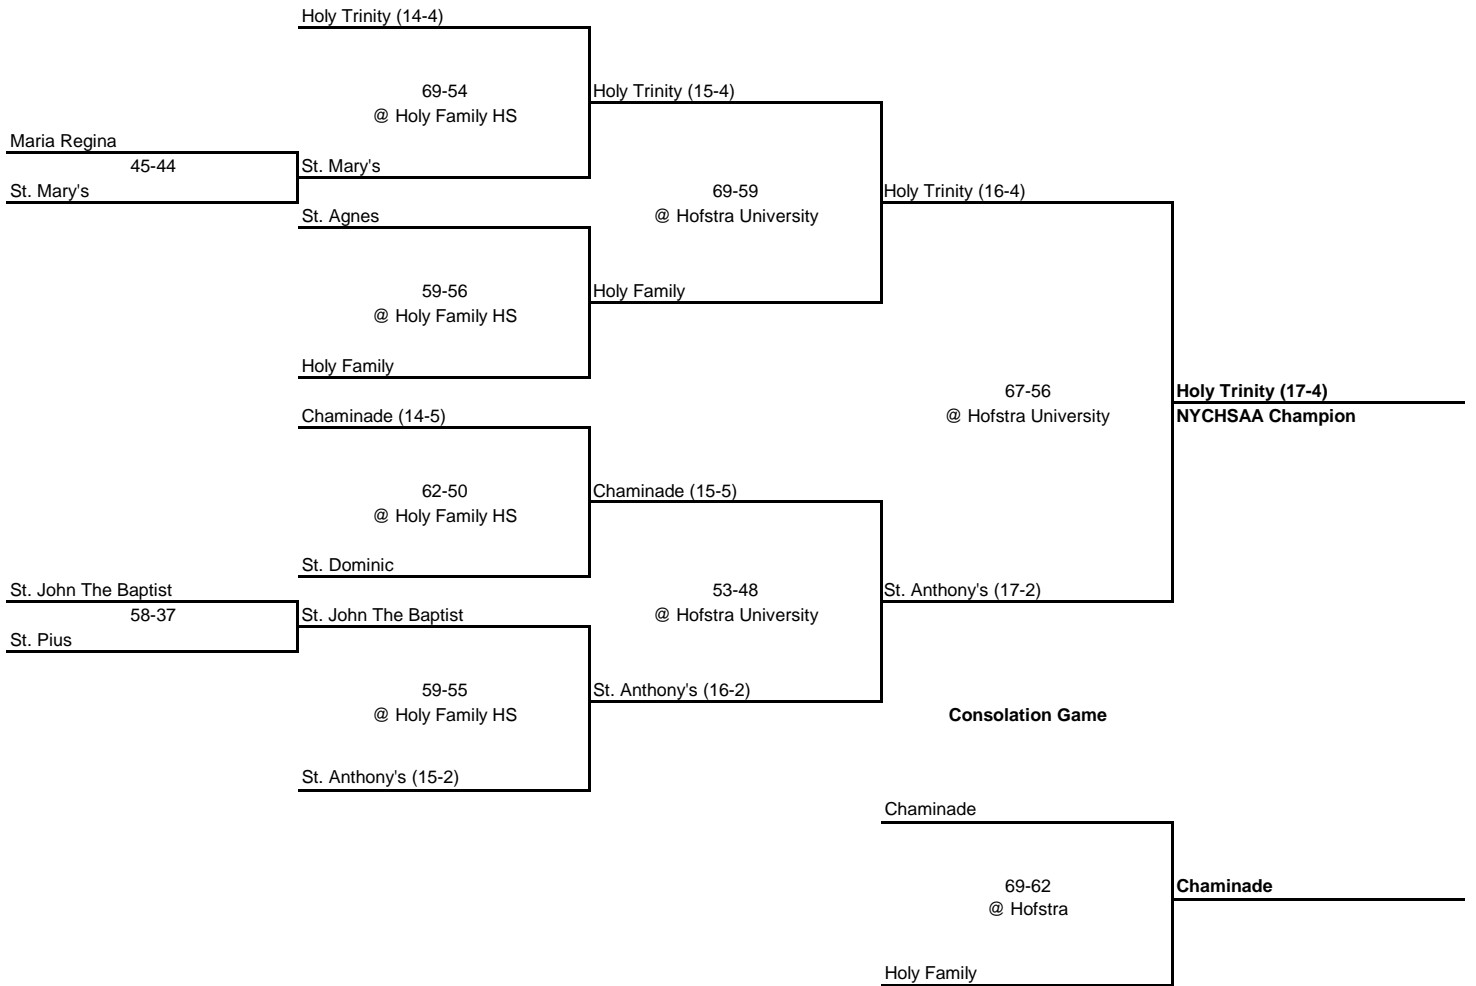 Holy Trinity (14-4)
69-54
@ Holy Family HS
Holy Trinity (15-4)
Maria Regina
45-44
St. Mary's
St. Mary's
69-59
@ Hofstra University
Holy Trinity (16-4)
St. Agnes
59-56
@ Holy Family HS
Holy Family
Holy Family
67-56
@ Hofstra University
Holy Trinity (17-4)
NYCHSAA Champion
Chaminade (14-5)
62-50
@ Holy Family HS
Chaminade (15-5)
St. Dominic
St. John The Baptist
58-37
St. Pius
St. John The Baptist
53-48
@ Hofstra University
St. Anthony's (17-2)
59-55
@ Holy Family HS
St. Anthony's (16-2)
St. Anthony's (15-2)
Consolation Game
Chaminade
69-62
@ Hofstra
Chaminade
Holy Family